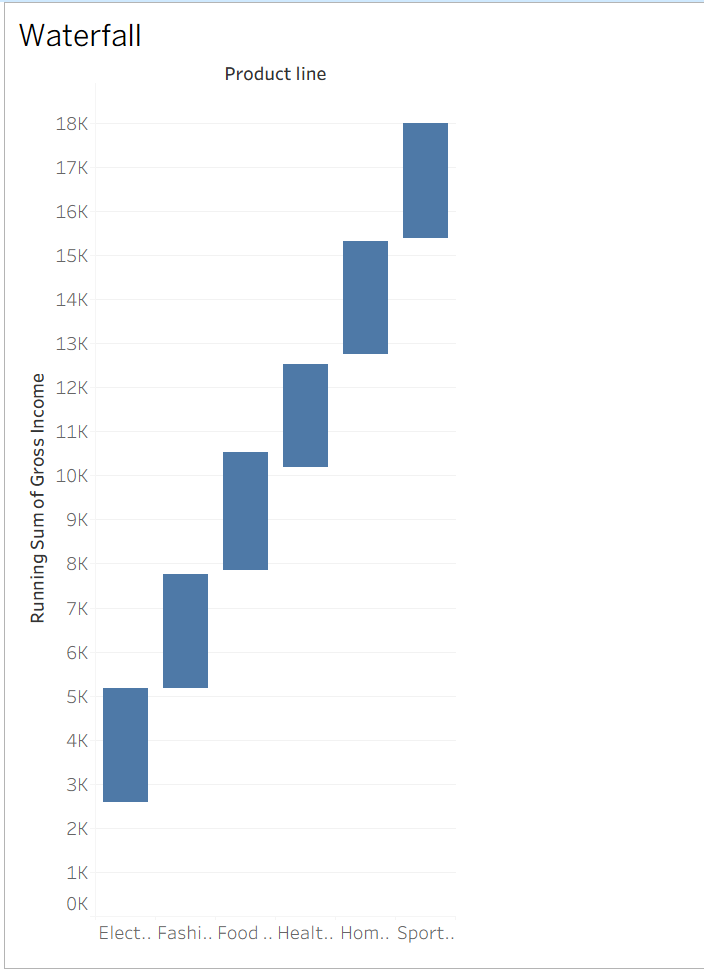 Waterfall
Product line
Running Sum of Gross Income
18K
17K
16K
15K
14K
13K
12K
11K
10K
9K
8K
7K
6K
5K
4K
3K
2K
1K
0K
Elect.. Fashi.. Food .. Healt.. Hom.. Sport..